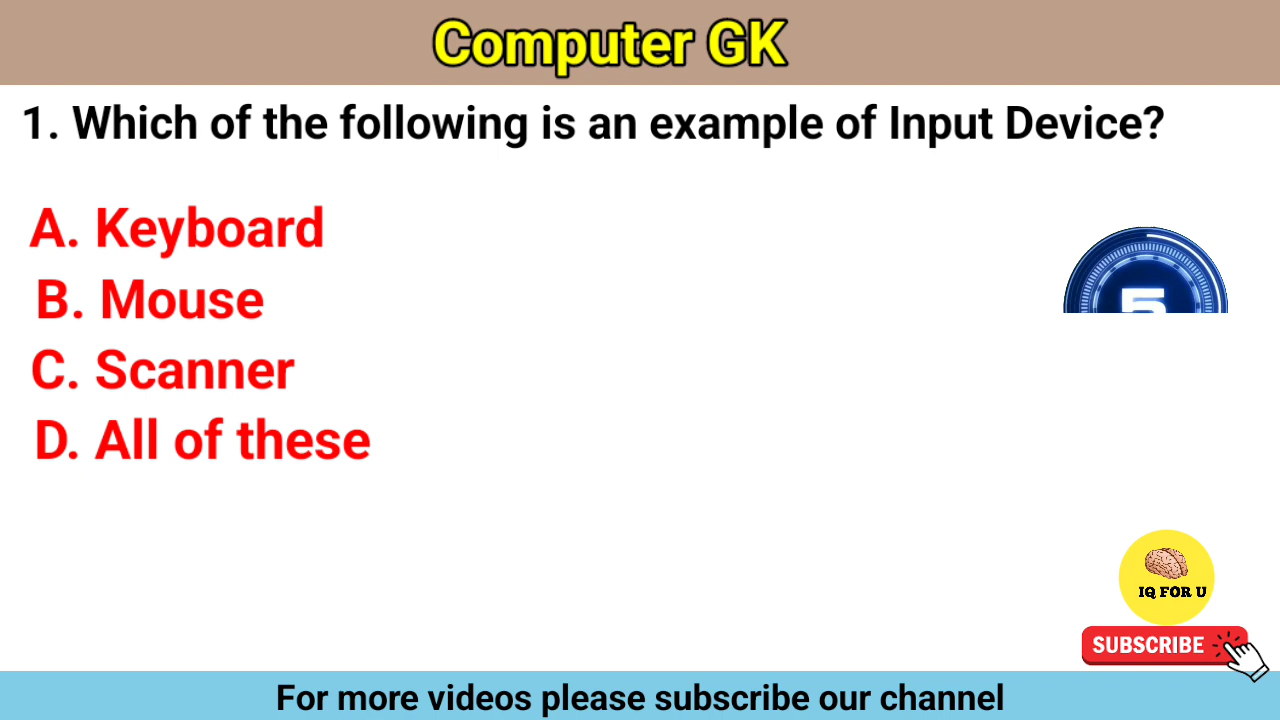 Computer GK
1. Which of the following is an example of Input Device?
A. Keyboard
B. Mouse
C. Scanner
D. All of these
5
IQ FOR U
SUBSCRIBE
For more videos please subscribe our channel